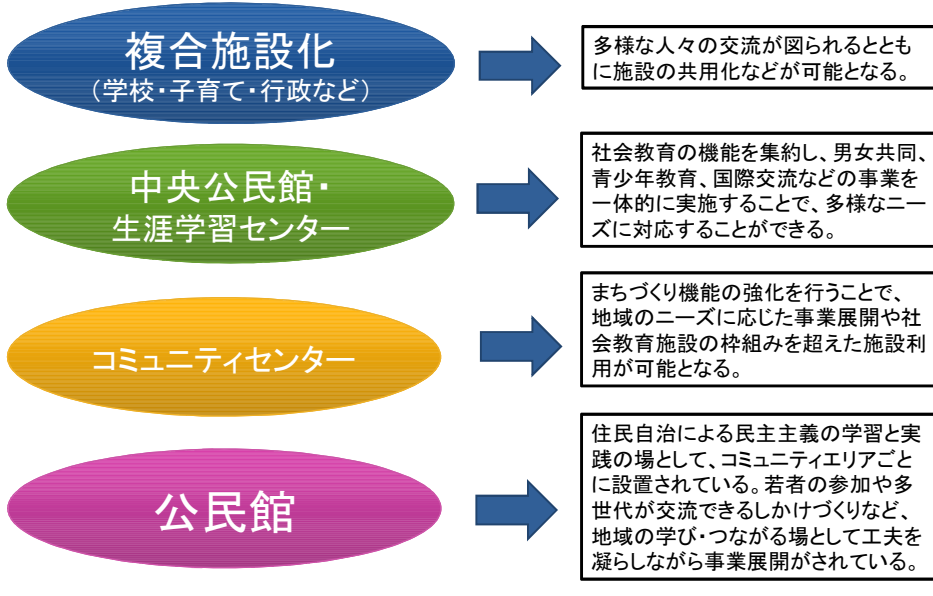 複合施設化
（学校・子育て・行政など）
多様な人々の交流が図られるととも
に施設の共用化などが可能となる。
中央公民館・
生涯学習センター
社会教育の機能を集約し、男女共同、
青少年教育、国際交流などの事業を
一体的に実施することで、多様なニー
ズに対応することができる。
コミュニティセンター
まちづくり機能の強化を行うことで、
地域のニーズに応じた事業展開や社
会教育施設の枠組みを超えた施設利
用が可能となる。
公民館
住民自治による民主主義の学習と実
践の場として、コミュニティエリアごと
に設置されている。若者の参加や多
世代が交流できるしかけづくりなど、
地域の学び・つながる場として工夫を
凝らしながら事業展開がされている。